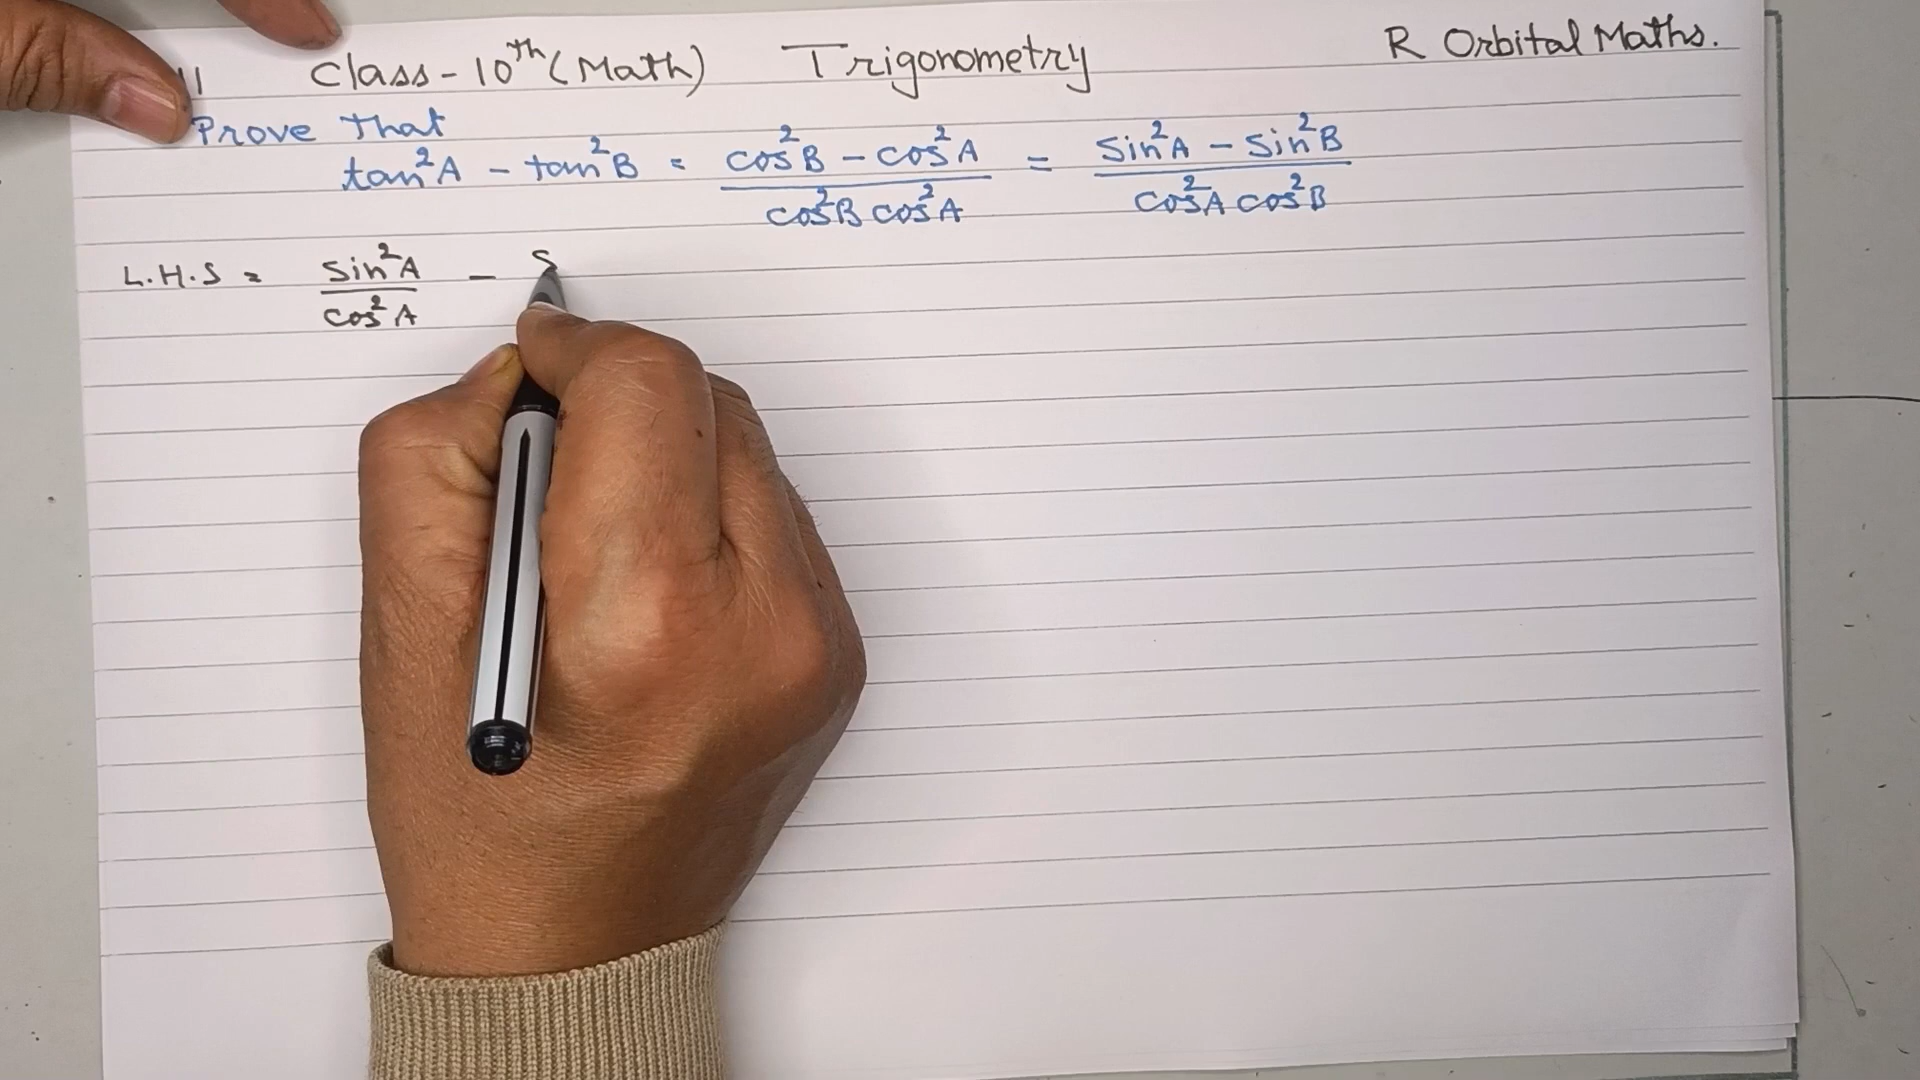 11 Class-10th (Math) Trigonometry R Orbital Maths.
Prove That
tan²A - tan²B = (cos²B - cos²A) / (cos²B cos²A) = (sin²A - sin²B) / (cos²A cos²B)
L.H.S = sin²A / cos²A - S